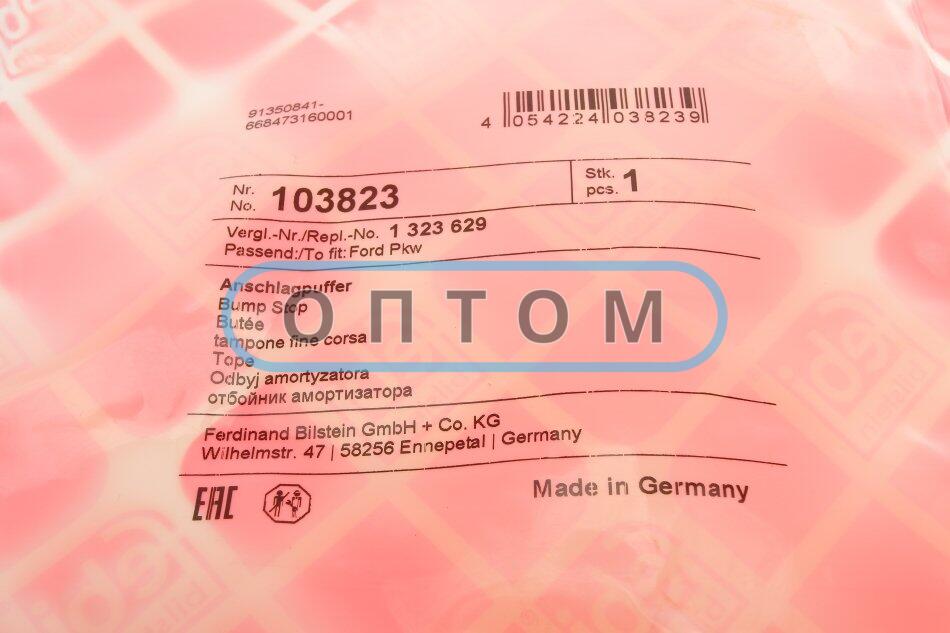 91350841-
668473160001
4 054224 038239
Nr.
No. 103823
Stk.
pcs. 1
Vergl.-Nr./Repl.-No. 1 323 629
Passend:/To fit: Ford Pkw
Anschlagpuffer
Bump Stop
Butée
tampone fine corsa
Tope
Odbyj amortyzatora
отбойник амортизатора
ОПТОМ
Ferdinand Bilstein GmbH + Co. KG
Wilhelmstr. 47 | 58256 Ennepetal | Germany
EAC
Made in Germany